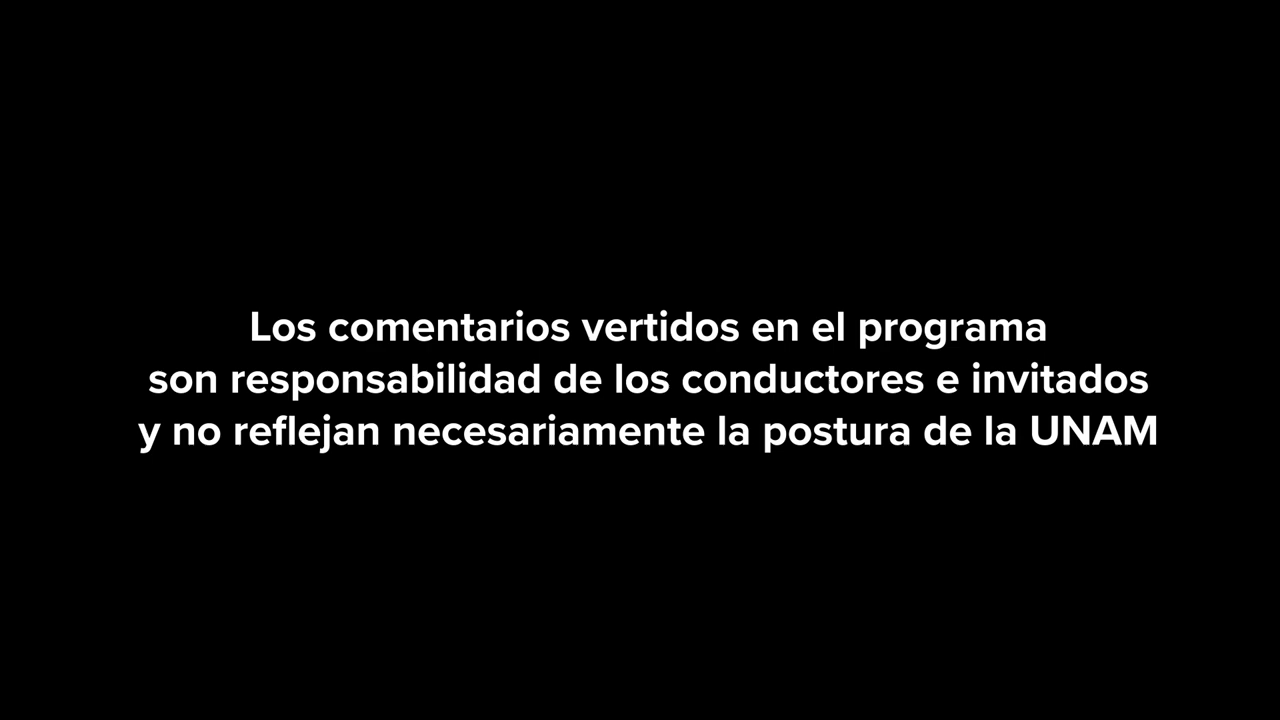 Los comentarios vertidos en el programa
son responsabilidad de los conductores e invitados
y no reflejan necesariamente la postura de la UNAM